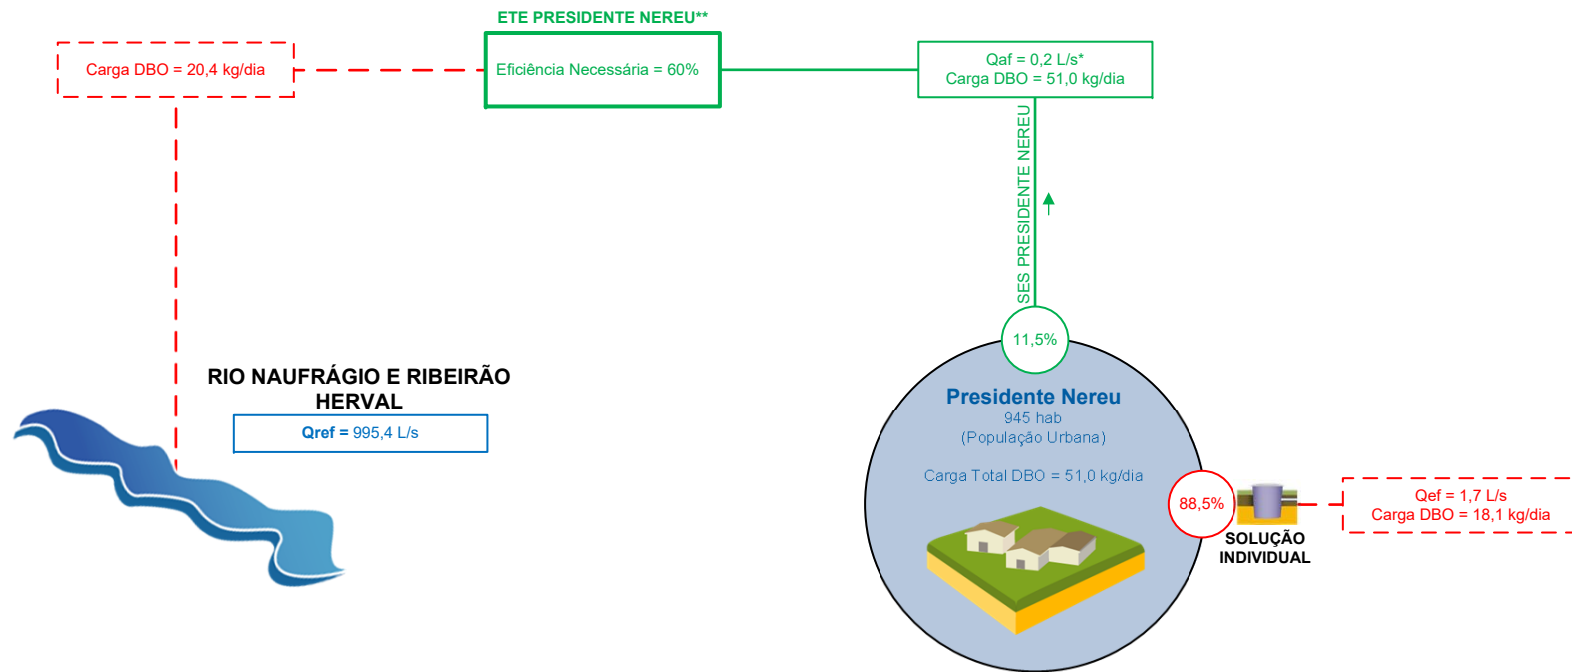 ETE PRESIDENTE NEREU**
Carga DBO = 20,4 kg/dia
Eficiência Necessária = 60%
Qaf = 0,2 L/s*
Carga DBO = 51,0 kg/dia
SES PRESIDENTE NEREU
11,5%
RIO NAUFRÁGIO E RIBEIRÃO
HERVAL
Qref = 995,4 L/s
Presidente Nereu
945 hab
(População Urbana)
Carga Total DBO = 51,0 kg/dia
88,5%
SOLUÇÃO
INDIVIDUAL
Qef = 1,7 L/s
Carga DBO = 18,1 kg/dia